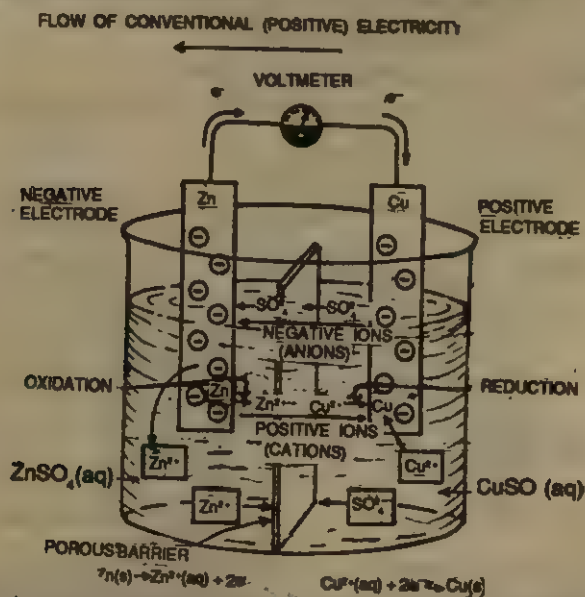 FLOW OF CONVENTIONAL (POSITIVE) ELECTRICITY
VOLTMETER
e⁻
e⁻
NEGATIVE
ELECTRODE
Zn
Cu
POSITIVE
ELECTRODE
SO₄
SO₄
NEGATIVE IONS
(ANIONS)
OXIDATION
REDUCTION
Zn
Zn²⁺
Cu²⁺
Cu
POSITIVE IONS
(CATIONS)
Zn²⁺
Cu²⁺
ZnSO₄(aq)
CuSO (aq)
Zn²⁺
SO₄
POROUS BARRIER
Zn(s) → Zn²⁺(aq) + 2e
Cu²⁺(aq) + 2e → Cu(s)